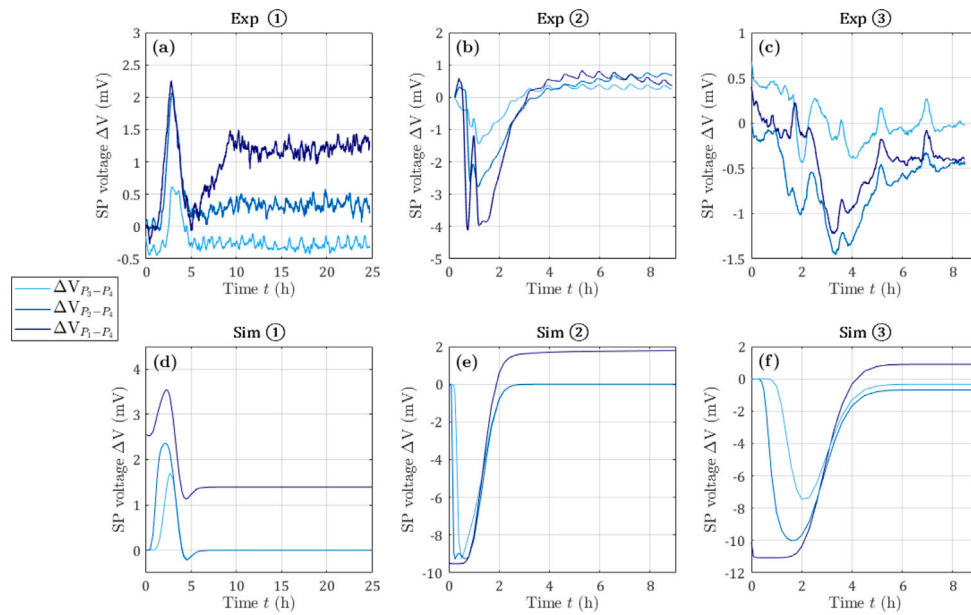 Exp ①
Exp ②
Exp ③
(a)
(b)
(c)
SP voltage ΔV (mV)
3
2.5
2
1.5
1
0.5
0
-0.5
0 5 10 15 20 25
Time t (h)
SP voltage ΔV (mV)
2
1
0
-1
-2
-3
-4
-5
0 2 4 6 8
Time t (h)
SP voltage ΔV (mV)
1
0.5
0
-0.5
-1
-1.5
0 2 4 6 8
Time t (h)
ΔV_{P₃−P₄}
ΔV_{P₂−P₄}
ΔV_{P₁−P₄}
Sim ①
Sim ②
Sim ③
(d)
(e)
(f)
SP voltage ΔV (mV)
4
2
0
0 5 10 15 20 25
Time t (h)
SP voltage ΔV (mV)
2
0
-2
-4
-6
-8
-10
0 2 4 6 8
Time t (h)
SP voltage ΔV (mV)
2
0
-2
-4
-6
-8
-10
-12
0 2 4 6 8
Time t (h)